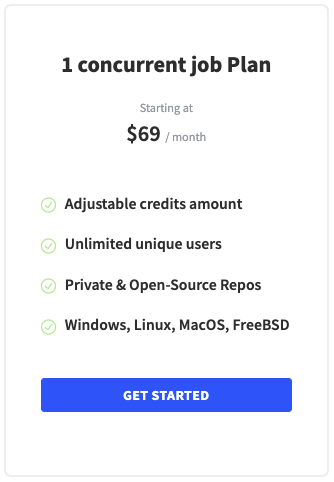 1 concurrent job Plan
Starting at
$69 / month
Adjustable credits amount
Unlimited unique users
Private & Open-Source Repos
Windows, Linux, MacOS, FreeBSD
GET STARTED